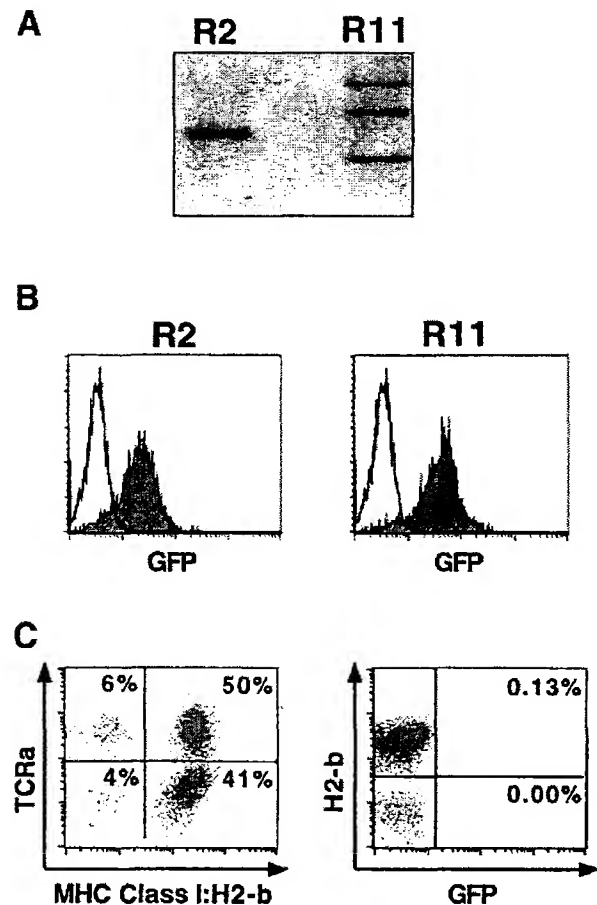 A
R2 R11
B
R2 R11
GFP GFP
C
6% 50%
4% 41%
TCRa
MHC Class I:H2-b
0.13%
0.00%
H2-b
GFP